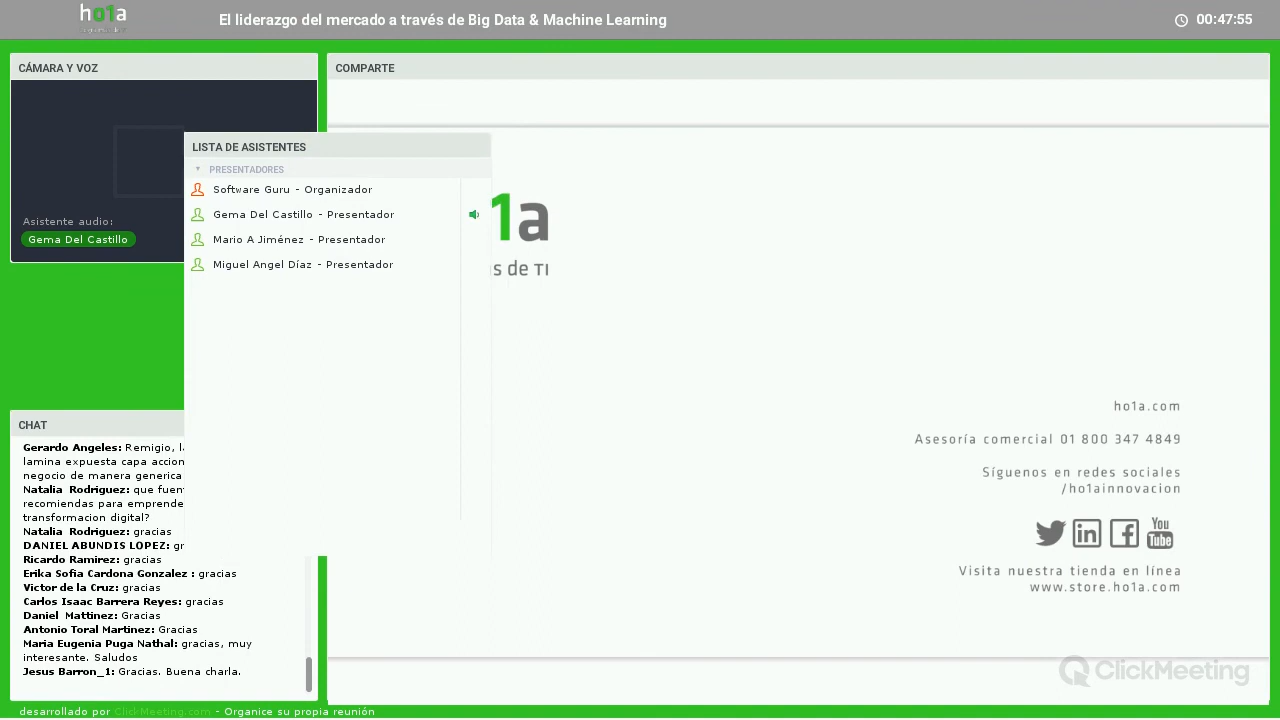 ho1a
El liderazgo del mercado a través de Big Data & Machine Learning
00:47:55
CÁMARA Y VOZ
Asistente audio:
Gema Del Castillo
LISTA DE ASISTENTES
PRESENTADORES
Software Guru - Organizador
Gema Del Castillo - Presentador
Mario A Jiménez - Presentador
Miguel Angel Díaz - Presentador
CHAT
Gerardo Angeles: Remigio,
lamina expuesta capa accion
negocio de manera generica
Natalia Rodriguez: que fuen
recomiendas para emprende
transformacion digital?
Natalia Rodriguez: gracias
DANIEL ABUNDIS LOPEZ: gr
Ricardo Ramirez: gracias
Erika Sofia Cardona Gonzalez : gracias
Victor de la Cruz: gracias
Carlos Isaac Barrera Reyes: gracias
Daniel Mattinez: Gracias
Antonio Toral Martinez: Gracias
Maria Eugenia Puga Nathal: gracias, muy
interesante. Saludos
Jesus Barron_1: Gracias. Buena charla.
COMPARTE
1a
s de TI
ho1a.com
Asesoría comercial 01 800 347 4849
Síguenos en redes sociales
/ho1ainnovacion
in
You
Tube
Visita nuestra tienda en línea
www.store.ho1a.com
ClickMeeting
desarrollado por ClickMeeting.com - Organice su propia reunión